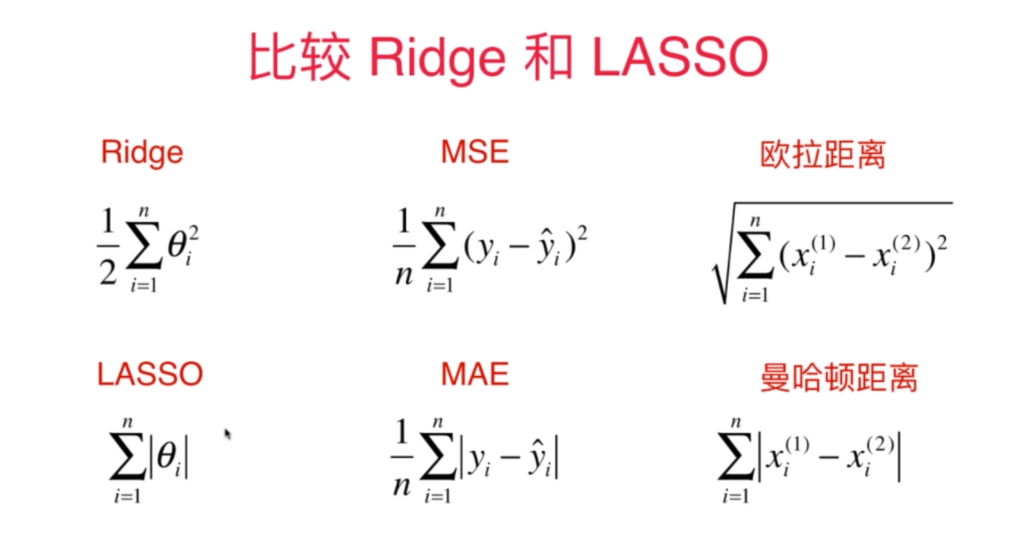 比较 Ridge 和 LASSO
Ridge MSE 欧拉距离
$\frac{1}{2}\sum_{i=1}^{n}\theta_i^2$ $\frac{1}{n}\sum_{i=1}^{n}(y_i-\hat{y}_i)^2$ $\sqrt{\sum_{i=1}^{n}(x_i^{(1)}-x_i^{(2)})^2}$
LASSO MAE 曼哈顿距离
$\sum_{i=1}^{n}|\theta_i|$ $\frac{1}{n}\sum_{i=1}^{n}|y_i-\hat{y}_i|$ $\sum_{i=1}^{n}|x_i^{(1)}-x_i^{(2)}|$